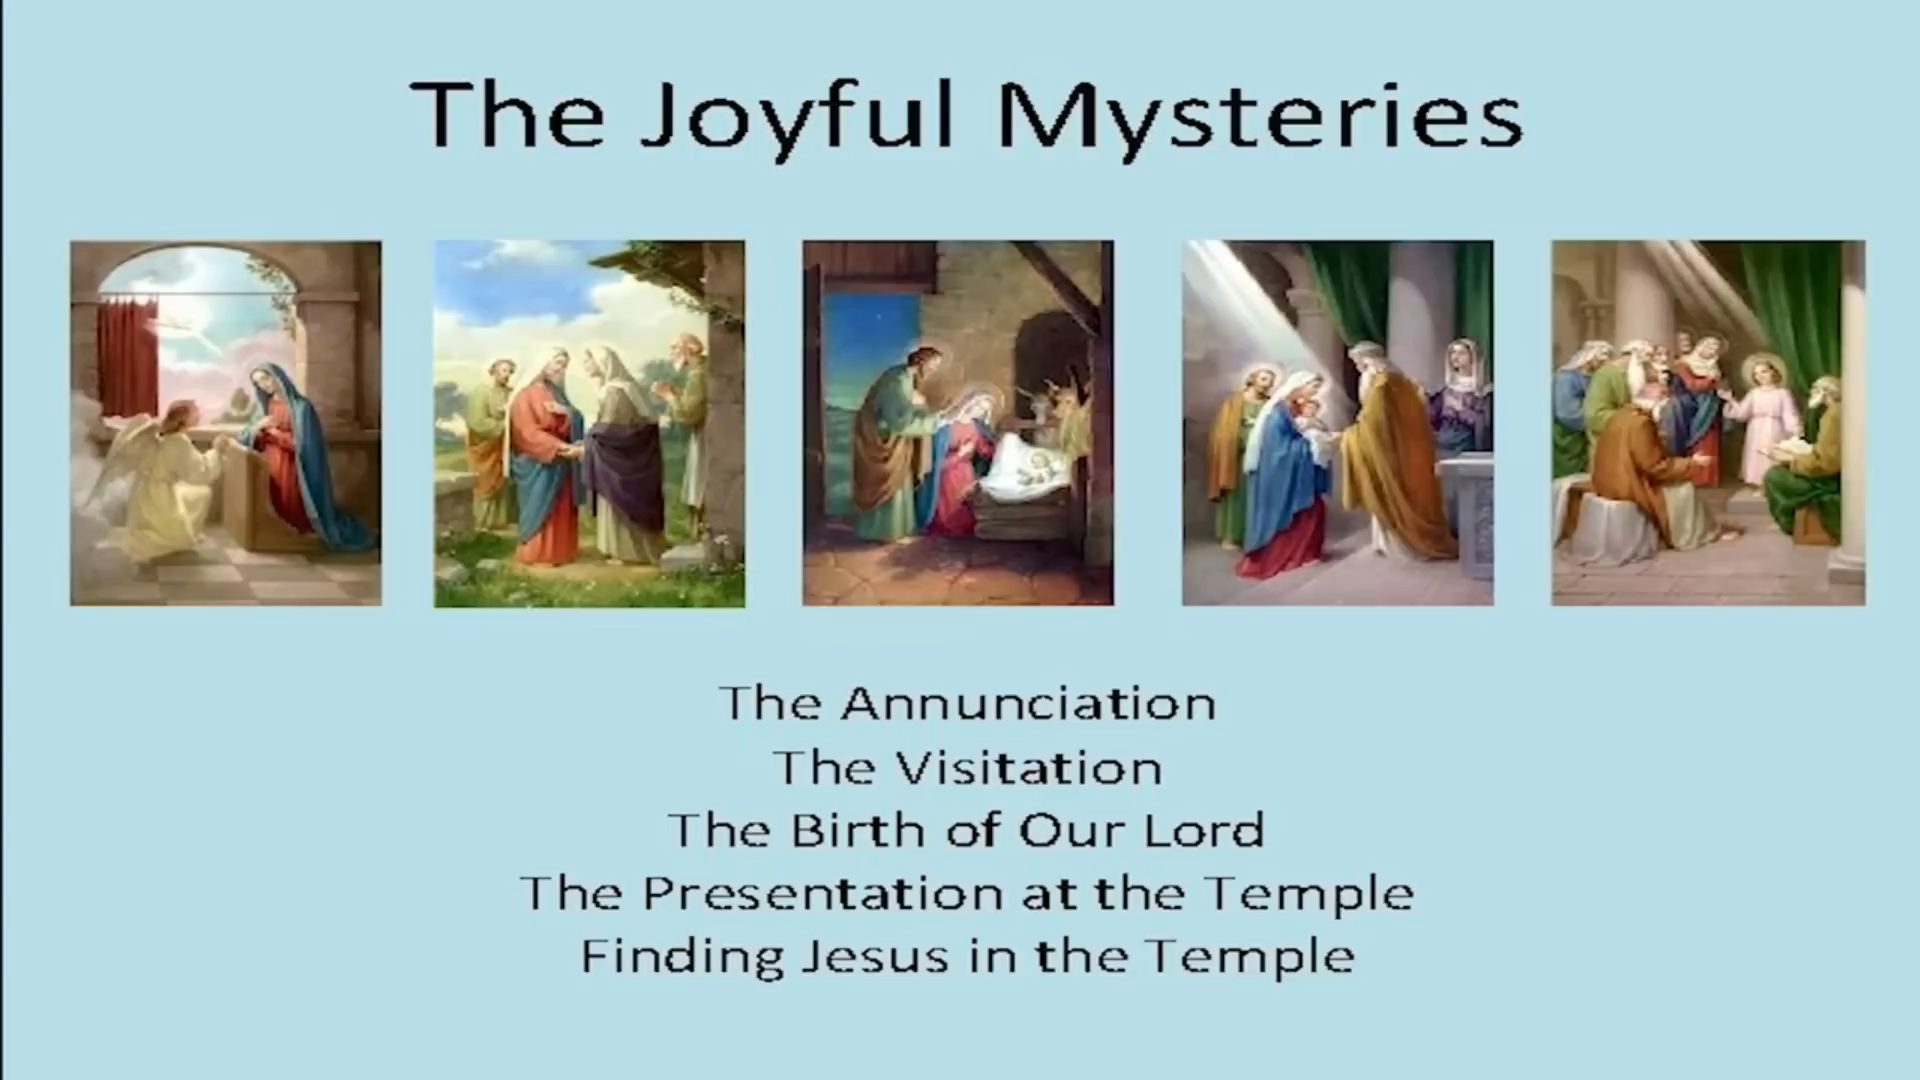 The Joyful Mysteries
The Annunciation
The Visitation
The Birth of Our Lord
The Presentation at the Temple
Finding Jesus in the Temple